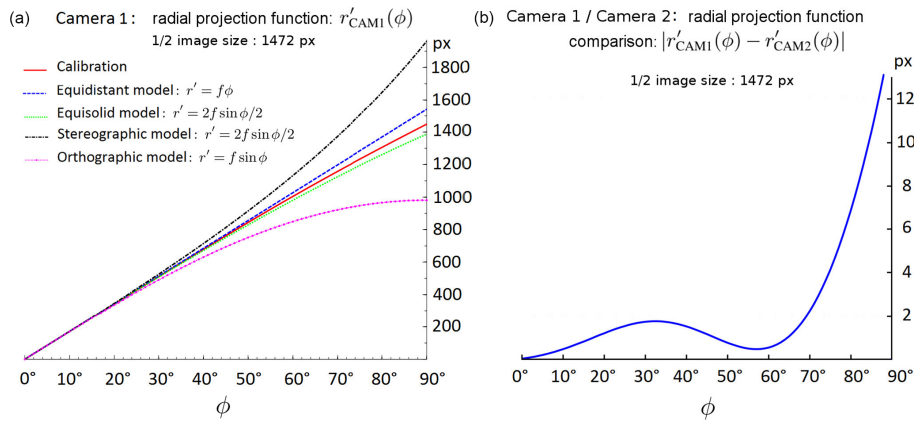 (a) Camera 1: radial projection function: r′CAM1(ϕ)
1/2 image size : 1472 px
px
Calibration
Equidistant model: r′ = fϕ
Equisolid model: r′ = 2f sin ϕ/2
Stereographic model: r′ = 2f sin ϕ/2
Orthographic model: r′ = f sin ϕ
1800
1600
1400
1200
1000
800
600
400
200
0° 10° 20° 30° 40° 50° 60° 70° 80° 90°
ϕ
(b) Camera 1 / Camera 2: radial projection function
comparison: |r′CAM1(ϕ) − r′CAM2(ϕ)|
1/2 image size : 1472 px
px
12
10
8
6
4
2
0° 10° 20° 30° 40° 50° 60° 70° 80° 90°
ϕ